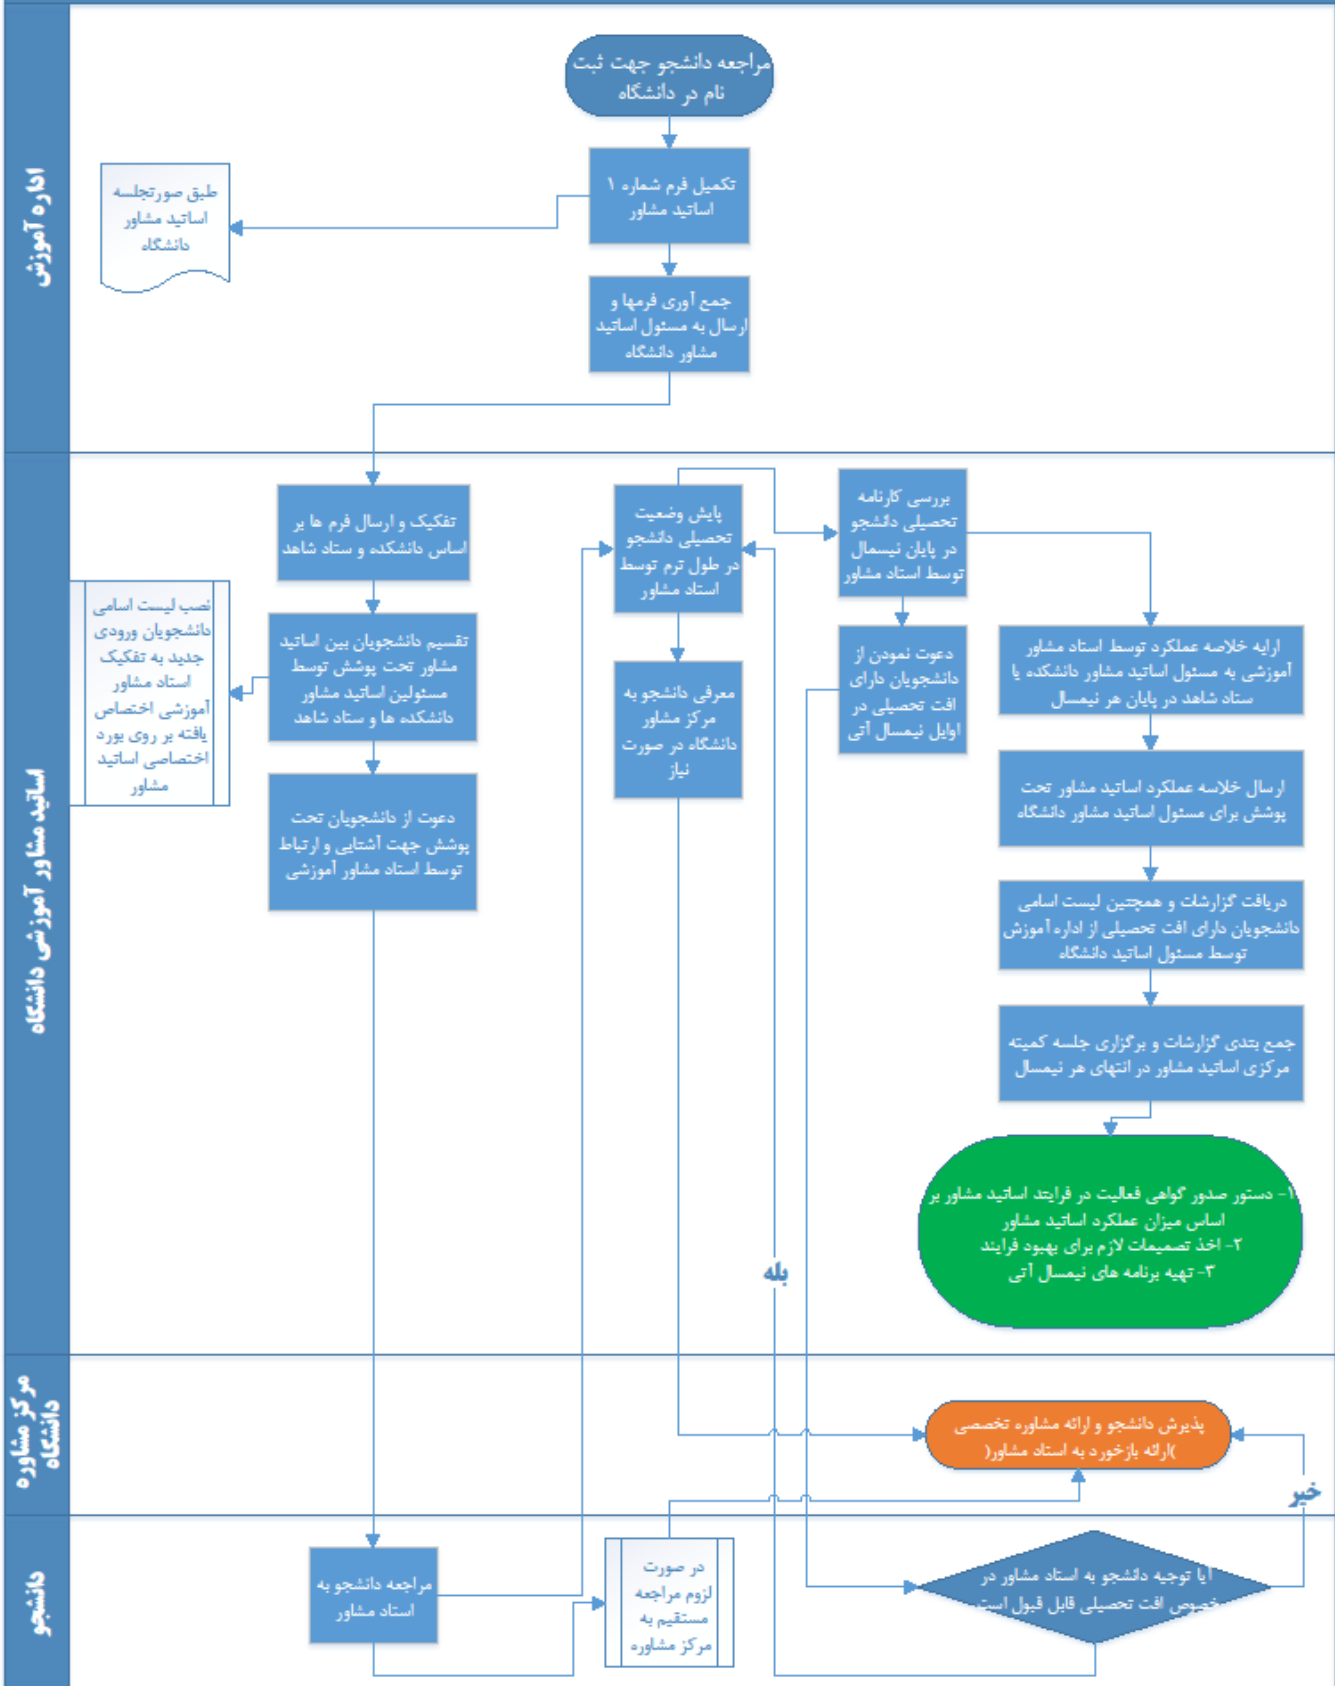 اداره آموزش
مراجعه دانشجو جهت ثبت
نام در دانشگاه
تکمیل فرم شماره ۱
اساتید مشاور
طبق صورتجلسه
اساتید مشاور
دانشگاه
جمع آوری فرمها و
ارسال به مسئول اساتید
مشاور دانشگاه
اساتید مشاور آموزشی دانشگاه
تفکیک و ارسال فرم ها بر
اساس دانشکده و ستاد شاهد
تقسیم دانشجویان بین اساتید
مشاور تحت پوشش توسط
مسئولین اساتید مشاور
دانشکده ها و ستاد شاهد
نصب لیست اسامی
دانشجویان ورودی
جدید به تفکیک
استاد مشاور
آموزشی اختصاص
یافته بر روی بورد
اختصاصی اساتید
مشاور
دعوت از دانشجویان تحت
پوشش جهت آشنایی و ارتباط
توسط استاد مشاور آموزشی
پایش وضعیت
تحصیلی دانشجو
در طول ترم توسط
استاد مشاور
معرفی دانشجو به
مرکز مشاور
دانشگاه در صورت
نیاز
بررسی کارنامه
تحصیلی دانشجو
در پایان نیسمال
توسط استاد مشاور
دعوت نمودن از
دانشجویان دارای
افت تحصیلی در
اوایل نیمسال آتی
ارایه خلاصه عملکرد توسط استاد مشاور
آموزشی به مسئول اساتید مشاور دانشکده یا
ستاد شاهد در پایان هر نیمسال
ارسال خلاسه عملکرد اساتید مشاور تحت
پوشش برای مسئول اساتید مشاور دانشگاه
دریافت گزارشات و همچنین لیست اسامی
دانشجویان دارای افت تحصیلی از اداره آموزش
توسط مسئول اساتید دانشگاه
جمع بندی گزارشات و برگزاری جلسه کمیته
مرکزی اساتید مشاور در انتهای هر نیمسال
۱- دستور صدور گواهی فعالیت در فرایند اساتید مشاور بر
اساس میزان عملکرد اساتید مشاور
۲- اخذ تصمیمات لازم برای بهبود فرایند
۳- تهیه برنامه های نیمسال آتی
بله
مرکز مشاوره
دانشگاه
پذیرش دانشجو و ارائه مشاوره تخصصی
)ارائه بازخورد به استاد مشاور(
خیر
دانشجو
مراجعه دانشجو به
استاد مشاور
در صورت
لزوم مراجعه
مستقیم به
مرکز مشاوره
آیا توجیه دانشجو به استاد مشاور در
خصوص افت تحصیلی قابل قبول است